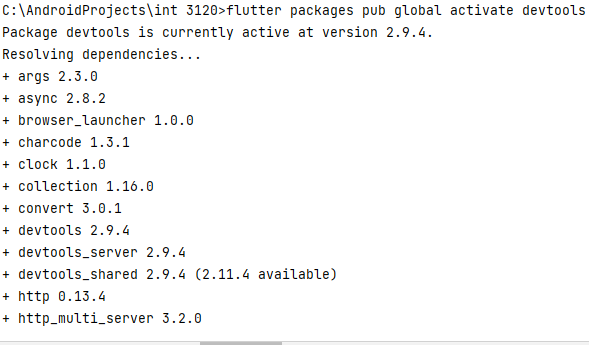 C:\AndroidProjects\int 3120>flutter packages pub global activate devtools
Package devtools is currently active at version 2.9.4.
Resolving dependencies...
+ args 2.3.0
+ async 2.8.2
+ browser_launcher 1.0.0
+ charcode 1.3.1
+ clock 1.1.0
+ collection 1.16.0
+ convert 3.0.1
+ devtools 2.9.4
+ devtools_server 2.9.4
+ devtools_shared 2.9.4 (2.11.4 available)
+ http 0.13.4
+ http_multi_server 3.2.0